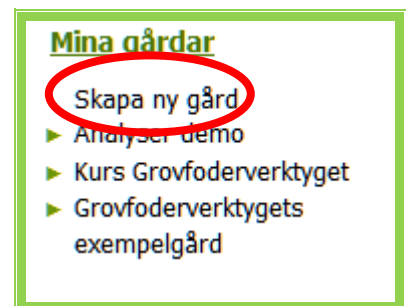 Mina gårdar
Skapa ny gård
Analyser demo
Kurs Grovfoderverktyget
Grovfoderverktygets
exempelgård